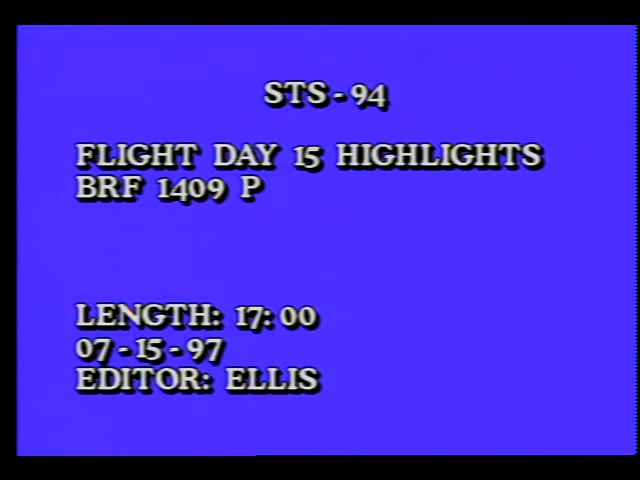 STS - 94
FLIGHT DAY 15 HIGHLIGHTS
BRF 1409 P
LENGTH: 17: 00
07 - 15 - 97
EDITOR: ELLIS